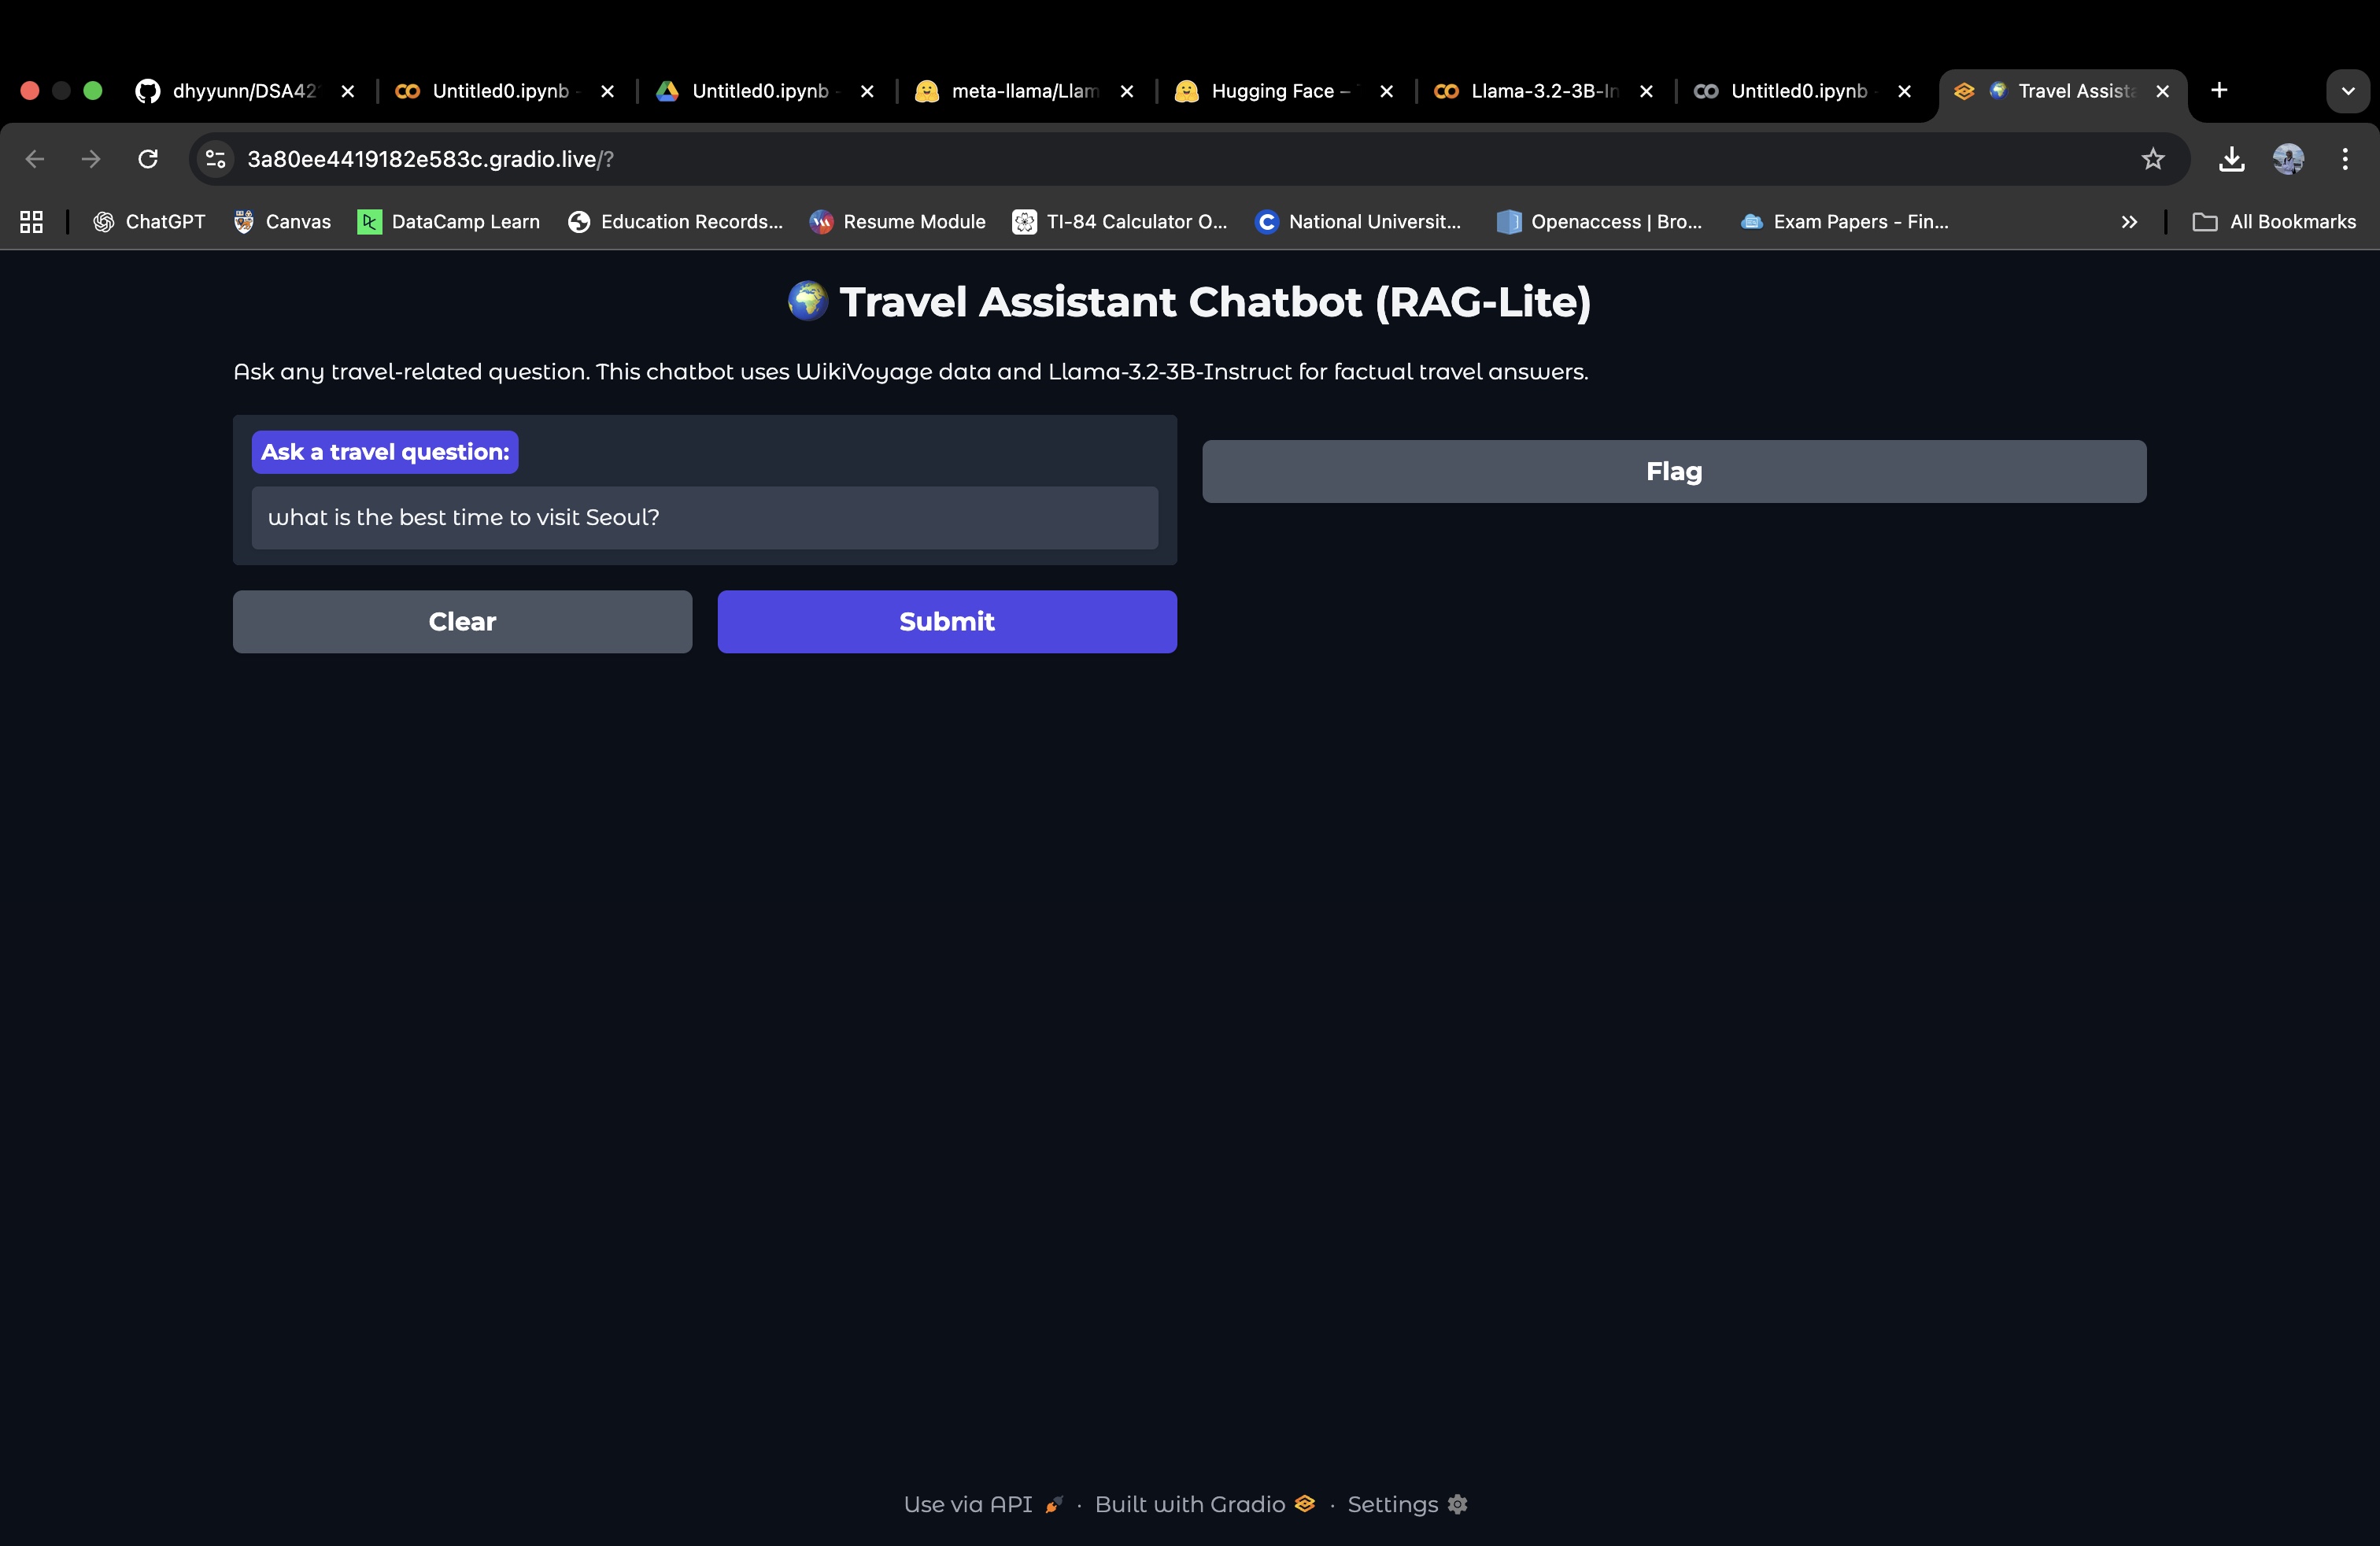 dhyyunn/DSA42
Untitled0.ipynb -
Untitled0.ipynb -
meta-llama/Llam
Hugging Face –
Llama-3.2-3B-In
Untitled0.ipynb
Travel Assista
3a80ee4419182e583c.gradio.live/?
ChatGPT
Canvas
DataCamp Learn
Education Records...
Resume Module
TI-84 Calculator O...
National Universit...
Openaccess | Bro...
Exam Papers - Fin...
All Bookmarks
Travel Assistant Chatbot (RAG-Lite)
Ask any travel-related question. This chatbot uses WikiVoyage data and Llama-3.2-3B-Instruct for factual travel answers.
Ask a travel question:
what is the best time to visit Seoul?
Flag
Clear
Submit
Use via API · Built with Gradio · Settings